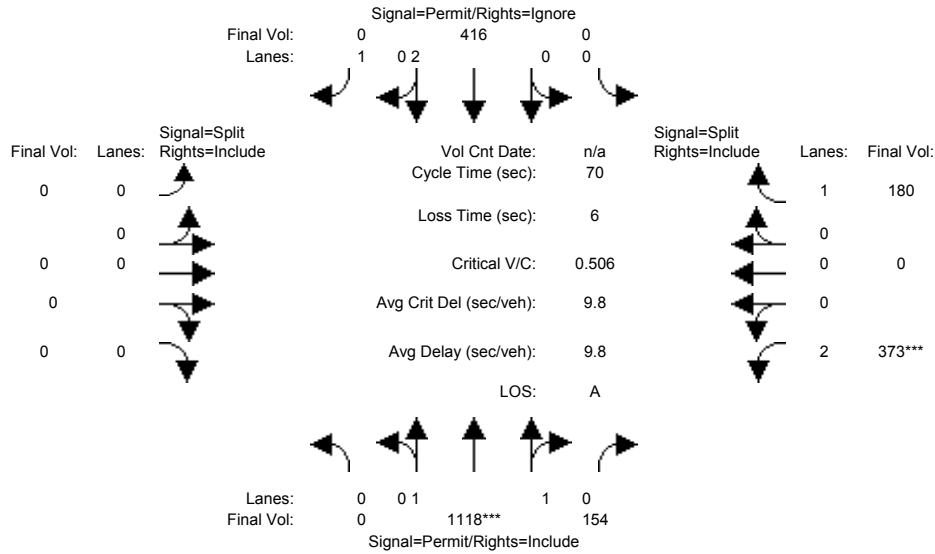 Signal=Permit/Rights=Ignore
Final Vol: 0 416 0
Lanes: 1 0 2 0 0
Signal=Split Signal=Split
Final Vol: Lanes: Rights=Include Vol Cnt Date: n/a Rights=Include Lanes: Final Vol:
Cycle Time (sec): 70
0 0 1 180
Loss Time (sec): 6
0 0
0 0 Critical V/C: 0.506 0 0
0 Avg Crit Del (sec/veh): 9.8 0
0 0 Avg Delay (sec/veh): 9.8 2 373***
LOS: A
Lanes: 0 0 1 1 0
Final Vol: 0 1118*** 154
Signal=Permit/Rights=Include